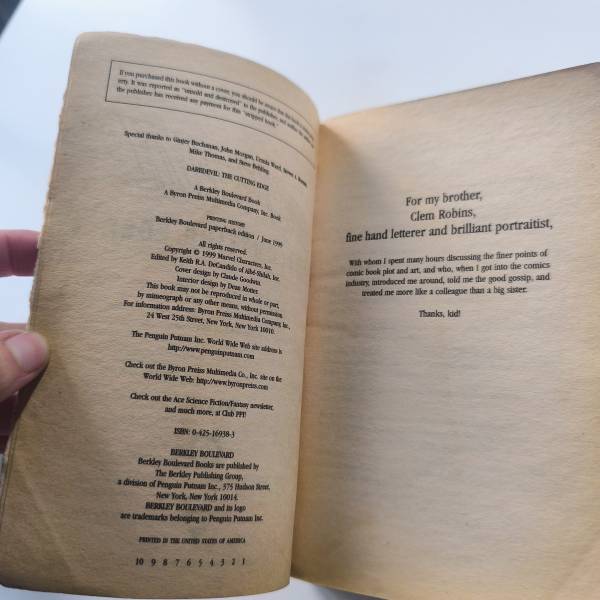 If you purchased this book without a cover, you should be aware that this book is stolen prop-
erty. It was reported as "unsold and destroyed" to the publisher, and neither the author nor
the publisher has received any payment for this "stripped book."
Special thanks to Ginjer Buchanan, John Morgan, Ursula Ward, Steven A.
Mike Thomas, and Steve Behling.
DAREDEVIL: THE CUTTING EDGE
A Berkley Boulevard Book
A Byron Preiss Multimedia Company, Inc. Book
PRINTING HISTORY
Berkley Boulevard paperback edition / June 1999
All rights reserved.
Copyright © 1999 Marvel Characters, Inc.
Edited by Keith R.A. DeCandido of Albé-Shiloh, Inc.
Cover design by Claude Goodwin.
Interior design by Dean Motter.
This book may not be reproduced in whole or part,
by mimeograph or any other means, without permission.
For information address: Byron Preiss Multimedia Company, Inc.,
24 West 25th Street, New York, New York 10010.
The Penguin Putnam Inc. World Wide Web site address is
http://www.penguinputnam.com
Check out the Byron Preiss Multimedia Co., Inc. site on the
World Wide Web: http://www.byronpreiss.com
Check out the Ace Science Fiction/Fantasy newsletter,
and much more, at Club PPI!
ISBN: 0-425-16938-3
BERKLEY BOULEVARD
Berkley Boulevard Books are published by
The Berkley Publishing Group,
a division of Penguin Putnam Inc., 375 Hudson Street,
New York, New York 10014.
BERKLEY BOULEVARD and its logo
are trademarks belonging to Penguin Putnam Inc.
PRINTED IN THE UNITED STATES OF AMERICA
10 9 8 7 6 5 4 3 2 1
For my brother,
Clem Robins,
fine hand letterer and brilliant portraitist,
With whom I spent many hours discussing the finer points of
comic book plot and art, and who, when I got into the comics
industry, introduced me around, told me the good gossip, and
treated me more like a colleague than a big sister.
Thanks, kid!